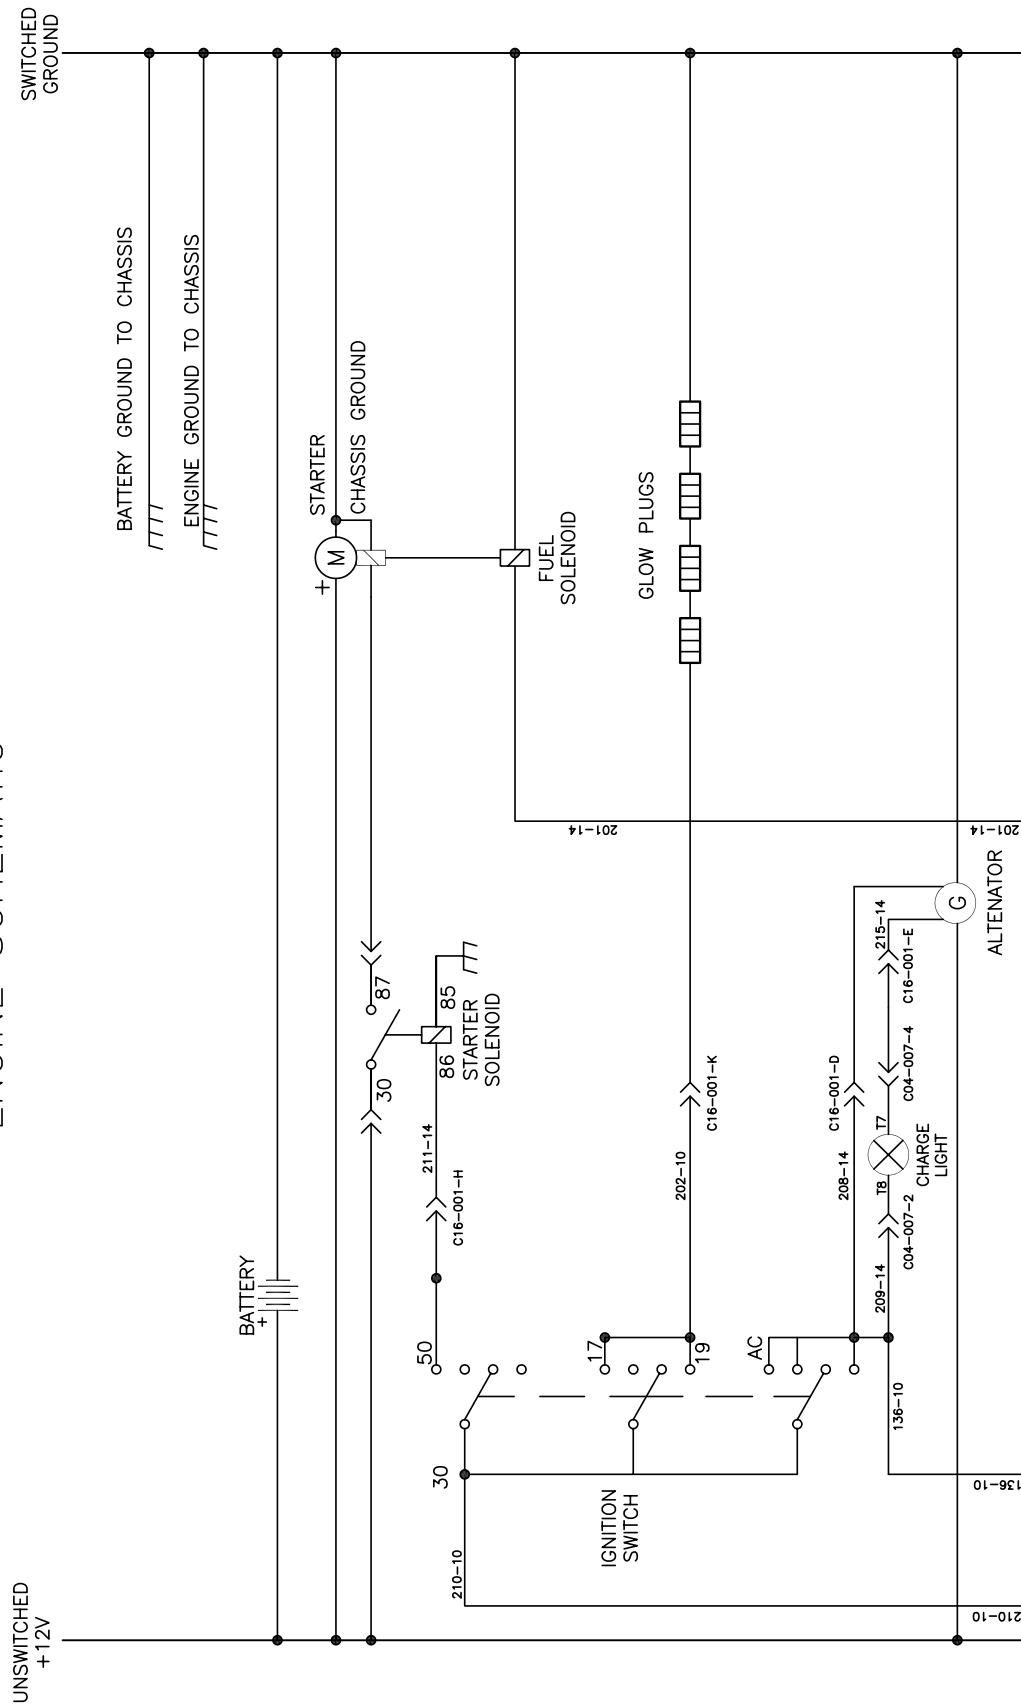 SWITCHED
GROUND
BATTERY GROUND TO CHASSIS
ENGINE GROUND TO CHASSIS
STARTER
CHASSIS GROUND
+
M
FUEL
SOLENOID
GLOW PLUGS
201-14
201-14
ALTENATOR
G
215-14
C16-001-E
87
85
STARTER
SOLENOID
86
30
C16-001-K
C16-001-D
C04-007-4
T7
CHARGE
LIGHT
T8
211-14
C16-001-H
202-10
208-14
C04-007-2
209-14
BATTERY
+
50
17
19
AC
136-10
136-10
30
IGNITION
SWITCH
210-10
210-10
UNSWITCHED
+12V